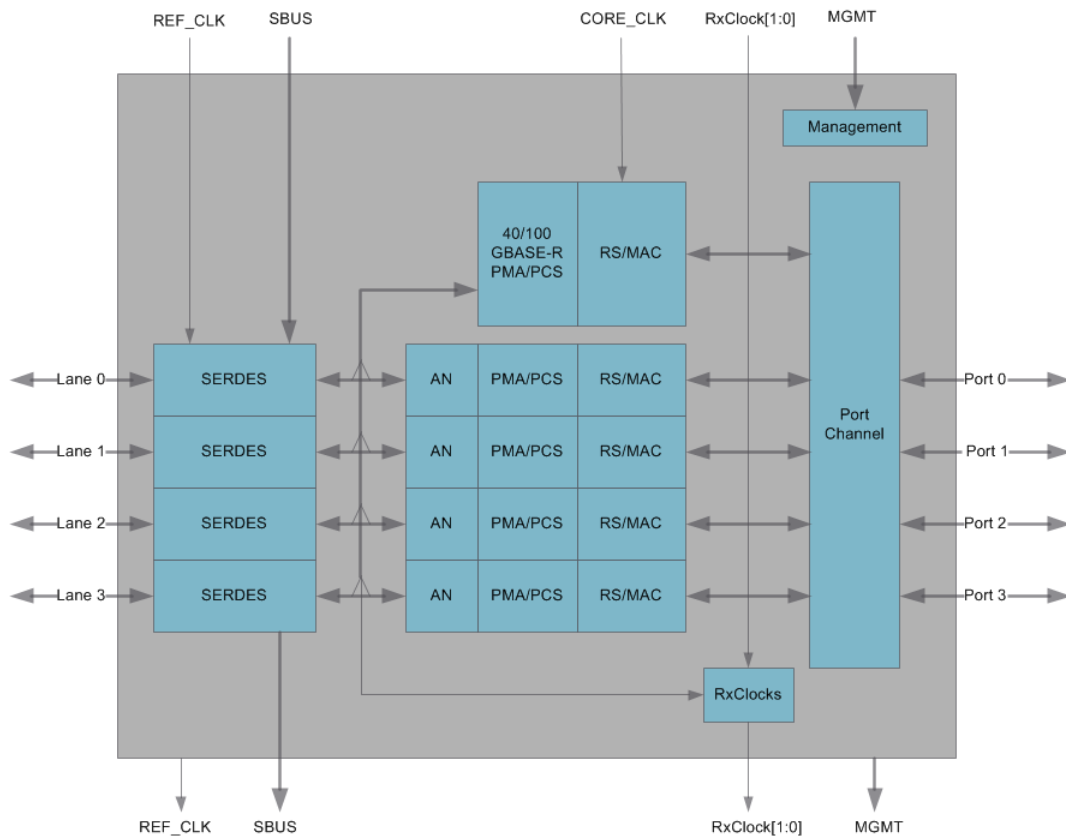 REF_CLK
SBUS
CORE_CLK
RxClock[1:0]
MGMT
Management
40/100
GBASE-R
PMA/PCS
RS/MAC
Lane 0
SERDES
AN
PMA/PCS
RS/MAC
Port 0
Lane 1
SERDES
AN
PMA/PCS
RS/MAC
Port
Channel
Port 1
Lane 2
SERDES
AN
PMA/PCS
RS/MAC
Port 2
Lane 3
SERDES
AN
PMA/PCS
RS/MAC
Port 3
RxClocks
REF_CLK
SBUS
RxClock[1:0]
MGMT